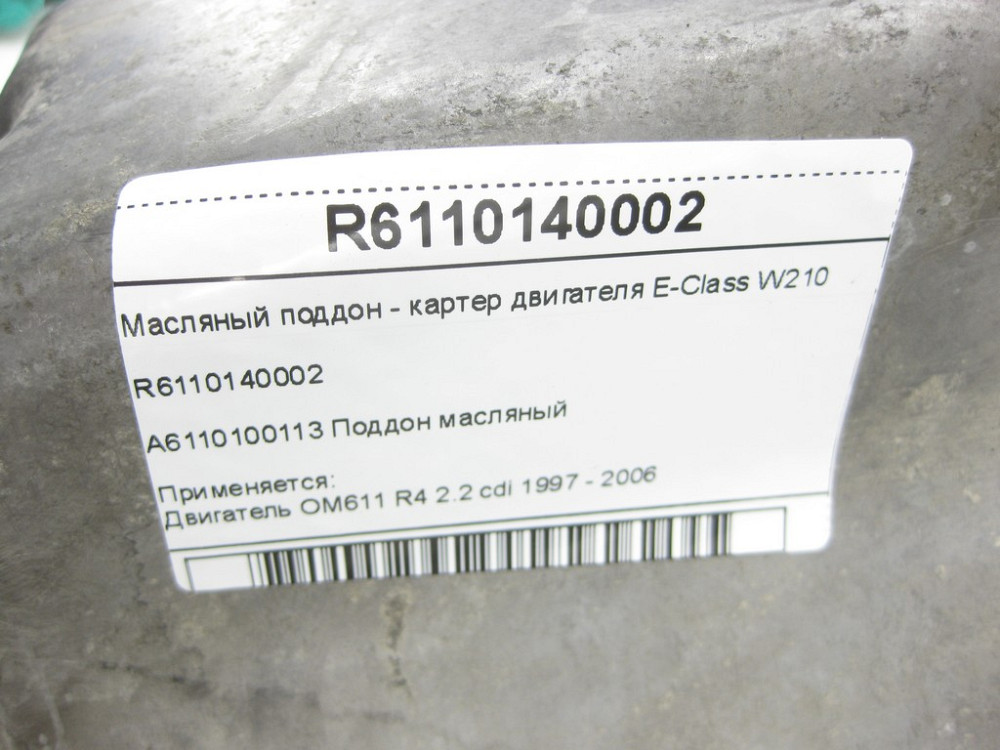 R6110140002
Масляный поддон - картер двигателя E-Class W210
R6110140002
A6110100113 Поддон масляный
Применяется:
Двигатель OM611 R4 2.2 cdi 1997 - 2006